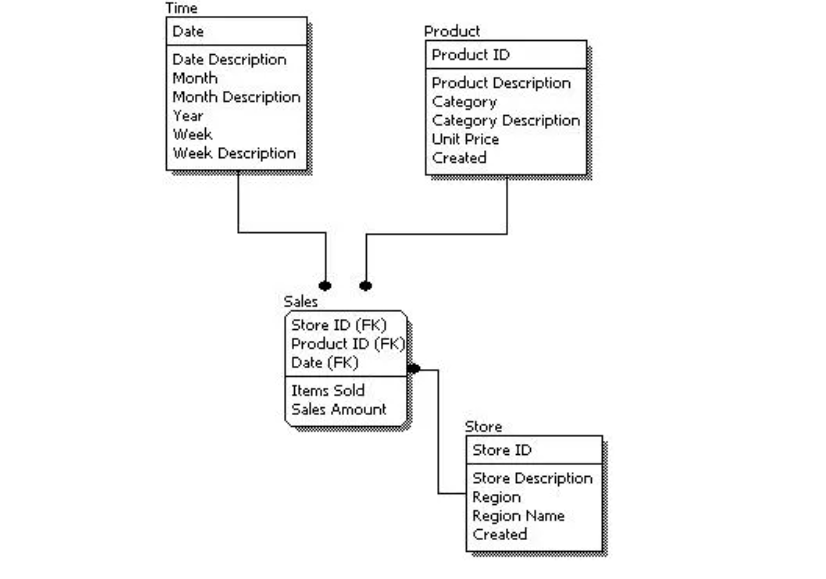 Time
Date
Date Description
Month
Month Description
Year
Week
Week Description
Product
Product ID
Product Description
Category
Category Description
Unit Price
Created
Sales
Store ID (FK)
Product ID (FK)
Date (FK)
Items Sold
Sales Amount
Store
Store ID
Store Description
Region
Region Name
Created